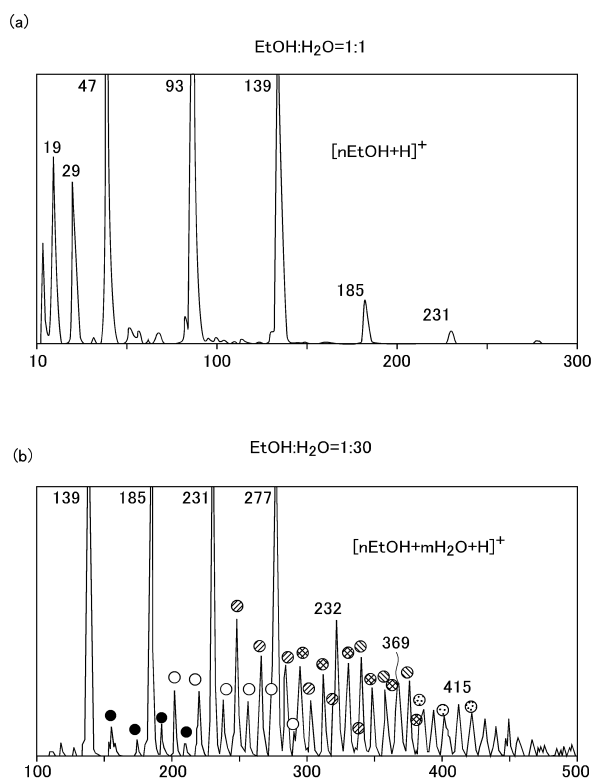 (a)
EtOH:H₂O=1:1
47 93 139
19
29
[nEtOH+H]⁺
185
231
10 100 200 300
(b)
EtOH:H₂O=1:30
139 185 231 277
[nEtOH+mH₂O+H]⁺
232
369
415
100 200 300 400 500